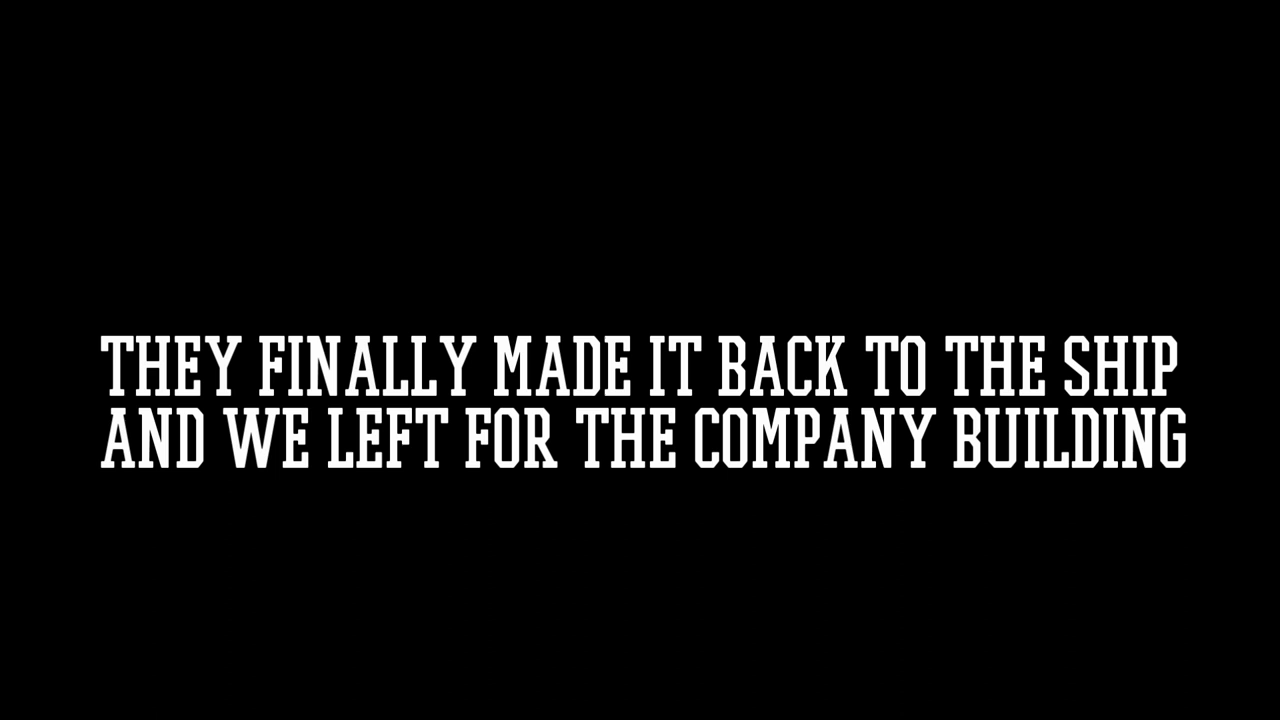 THEY FINALLY MADE IT BACK TO THE SHIP
AND WE LEFT FOR THE COMPANY BUILDING